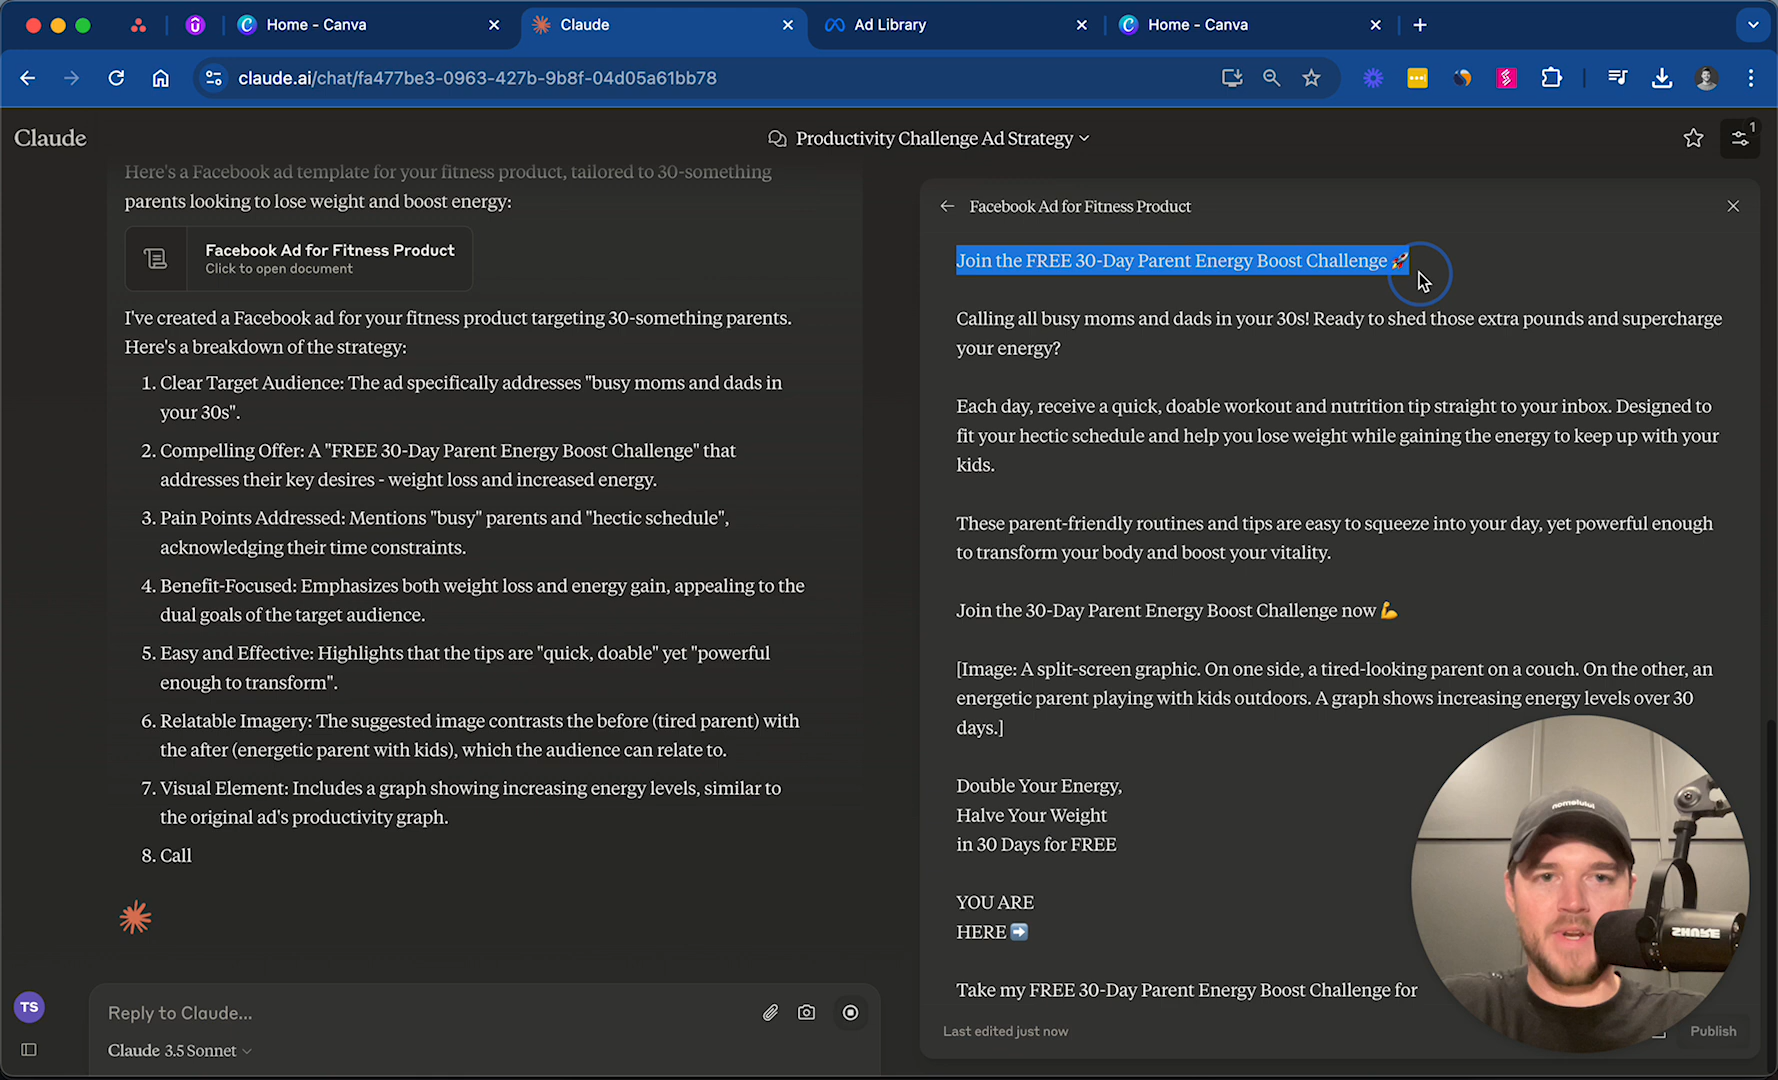 Home - Canva
Claude
Ad Library
Home - Canva
claude.ai/chat/fa477be3-0963-427b-9b8f-04d05a61bb78
Claude
Productivity Challenge Ad Strategy
1
Here's a Facebook ad template for your fitness product, tailored to 30-something
parents looking to lose weight and boost energy:
Facebook Ad for Fitness Product
Click to open document
I've created a Facebook ad for your fitness product targeting 30-something parents.
Here's a breakdown of the strategy:
1. Clear Target Audience: The ad specifically addresses "busy moms and dads in
your 30s".
2. Compelling Offer: A "FREE 30-Day Parent Energy Boost Challenge" that
addresses their key desires - weight loss and increased energy.
3. Pain Points Addressed: Mentions "busy" parents and "hectic schedule",
acknowledging their time constraints.
4. Benefit-Focused: Emphasizes both weight loss and energy gain, appealing to the
dual goals of the target audience.
5. Easy and Effective: Highlights that the tips are "quick, doable" yet "powerful
enough to transform".
6. Relatable Imagery: The suggested image contrasts the before (tired parent) with
the after (energetic parent with kids), which the audience can relate to.
7. Visual Element: Includes a graph showing increasing energy levels, similar to
the original ad's productivity graph.
8. Call
TS
Reply to Claude...
Claude 3.5 Sonnet
Facebook Ad for Fitness Product
Join the FREE 30-Day Parent Energy Boost Challenge 🚀
Calling all busy moms and dads in your 30s! Ready to shed those extra pounds and supercharge
your energy?
Each day, receive a quick, doable workout and nutrition tip straight to your inbox. Designed to
fit your hectic schedule and help you lose weight while gaining the energy to keep up with your
kids.
These parent-friendly routines and tips are easy to squeeze into your day, yet powerful enough
to transform your body and boost your vitality.
Join the 30-Day Parent Energy Boost Challenge now 💪
[Image: A split-screen graphic. On one side, a tired-looking parent on a couch. On the other, an
energetic parent playing with kids outdoors. A graph shows increasing energy levels over 30
days.]
Double Your Energy,
Halve Your Weight
in 30 Days for FREE
YOU ARE
HERE ➡️
Take my FREE 30-Day Parent Energy Boost Challenge for
Last edited just now
Publish
SHURE